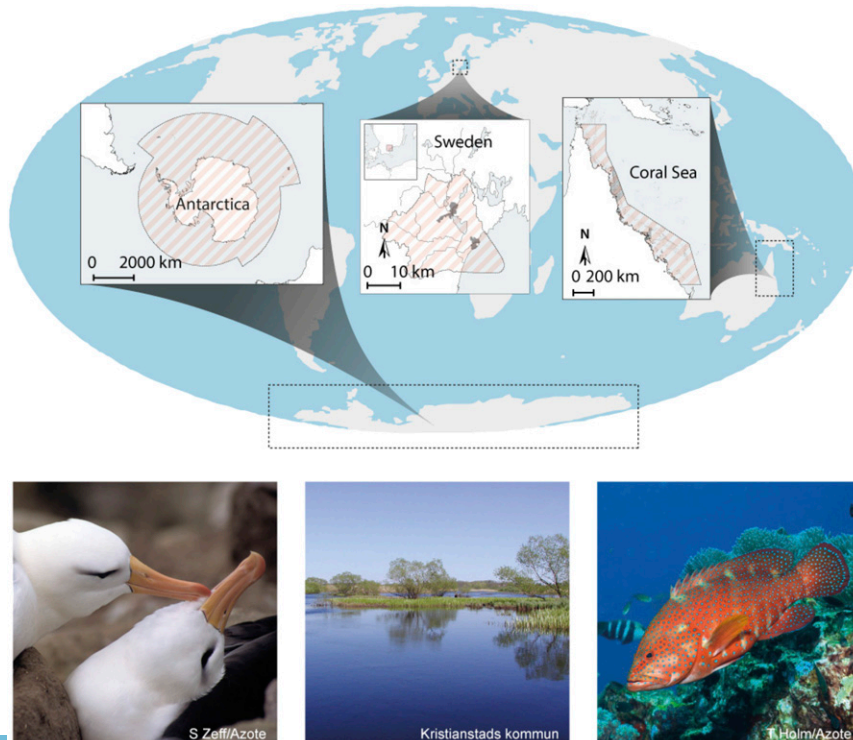 Antarctica
0 2000 km
Sweden
N
0 10 km
Coral Sea
N
0 200 km
S Zeff/Azote
Kristianstads kommun
T Holm/Azote